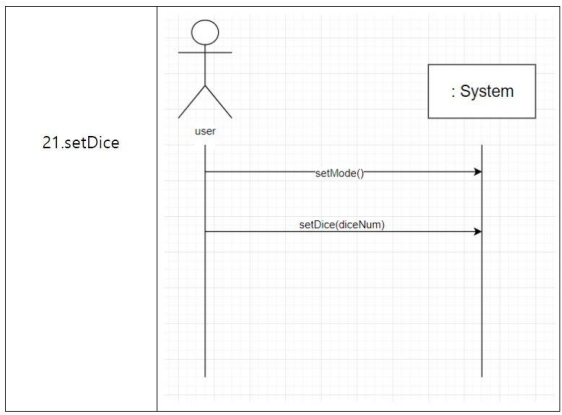 21.setDice
user
: System
setMode()
setDice(diceNum)